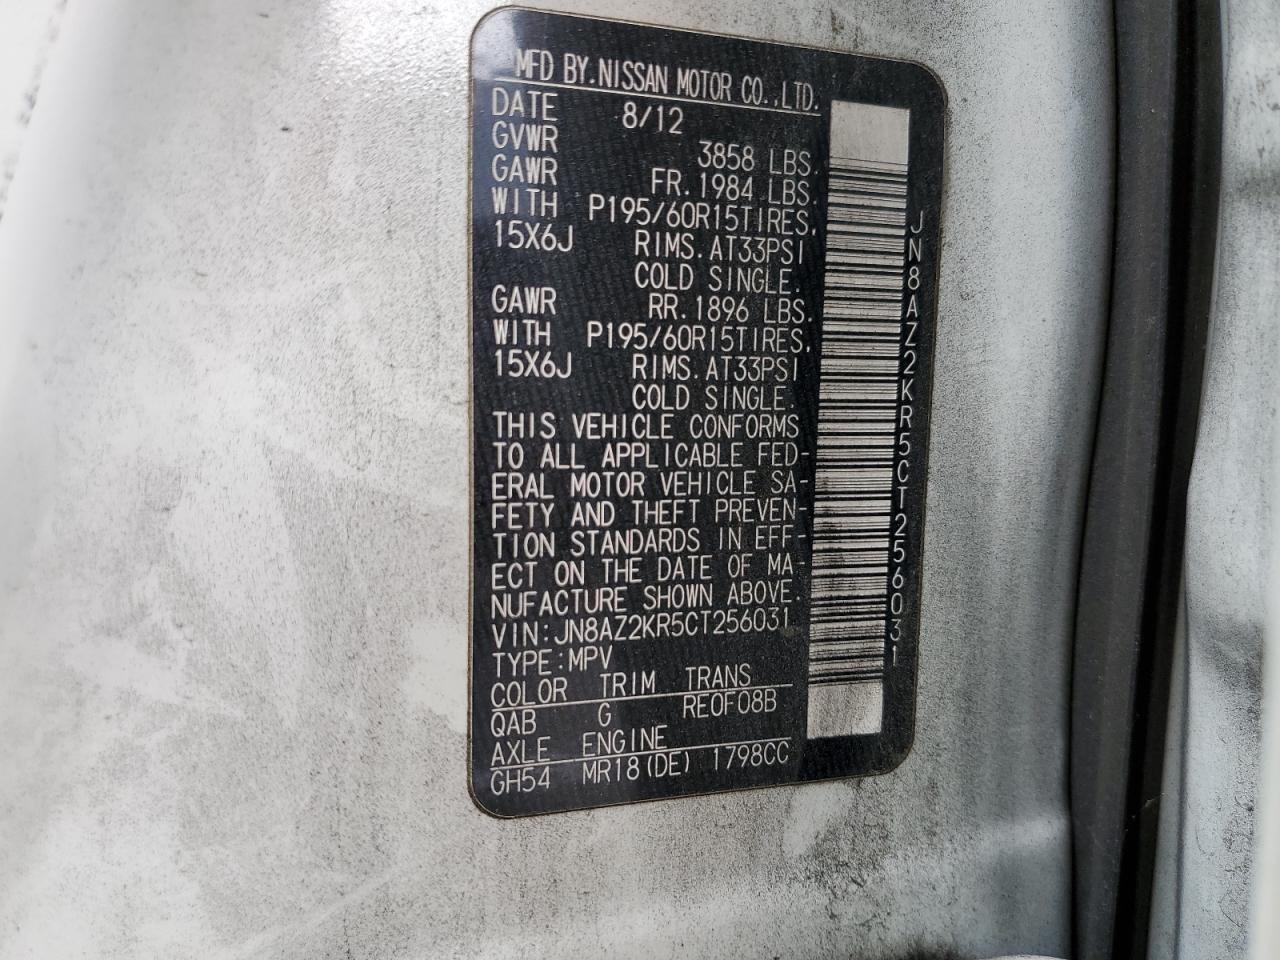 MFD BY.NISSAN MOTOR CO.,LTD.
DATE 8/12
GVWR 3858 LBS.
GAWR FR.1984 LBS.
WITH P195/60R15TIRES,
15X6J RIMS.AT33PSI
COLD SINGLE.
GAWR RR.1896 LBS.
WITH P195/60R15TIRES,
15X6J RIMS.AT33PSI
COLD SINGLE.
THIS VEHICLE CONFORMS
TO ALL APPLICABLE FED-
ERAL MOTOR VEHICLE SA-
FETY AND THEFT PREVEN-
TION STANDARDS IN EFF-
ECT ON THE DATE OF MA-
NUFACTURE SHOWN ABOVE.
VIN:JN8AZ2KR5CT256031
TYPE:MPV
COLOR TRIM TRANS
QAB G RE0F08B
AXLE ENGINE
GH54 MR18(DE) 1798CC
JN8AZ2KR5CT256031